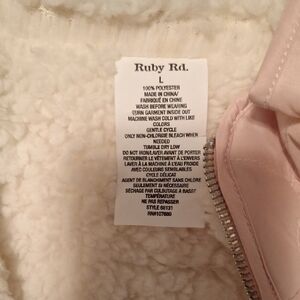 Ruby Rd.
L
100% POLYESTER
MADE IN CHINA/
FABRIQUÉ EN CHINE
WASH BEFORE WEARING
TURN GARMENT INSIDE OUT
MACHINE WASH COLD WITH LIKE
COLORS
GENTLE CYCLE
ONLY NON-CHLORINE BLEACH WHEN
NEEDED
TUMBLE DRY LOW
DO NOT IRON/LAVER AVANT DE PORTER
RETOURNER LE VÊTEMENT À L'ENVERS
LAVER À LA MACHINE À L'EAU FROIDE
AVEC COULEURS SEMBLABLES
CYCLE DÉLICAT
AGENT DE BLANCHIMENT SANS CHLORE
SEULEMENT SI NÉCESSAIRE
SÉCHAGE PAR CULBUTAGE À BASSE
TEMPÉRATURE
NE PAS REPASSER
STYLE 68131
RN#107880